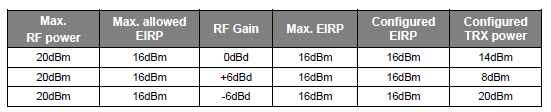 Max. RF power Max. allowed EIRP RF Gain Max. EIRP Configured EIRP Configured TRX power
20dBm 16dBm 0dBd 16dBm 16dBm 14dBm
20dBm 16dBm +6dBd 16dBm 16dBm 8dBm
20dBm 16dBm -6dBd 16dBm 16dBm 20dBm